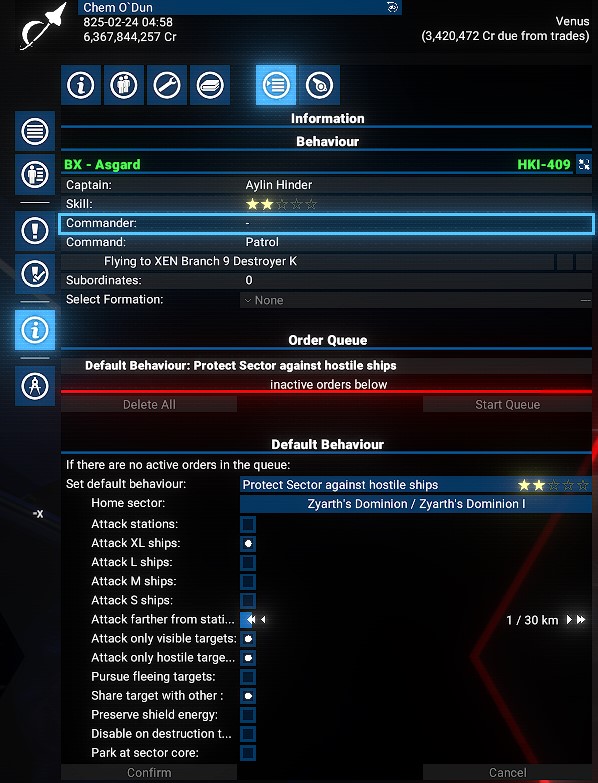 Chem O`Dun
825-02-24 04:58 Venus
6,367,844,257 Cr (3,420,472 Cr due from trades)
Information
Behaviour
BX - Asgard HKI-409
Captain: Aylin Hinder
Skill:
Commander: -
Command: Patrol
Flying to XEN Branch 9 Destroyer K
Subordinates: 0
Select Formation: None
Order Queue
Default Behaviour: Protect Sector against hostile ships
inactive orders below
Delete All Start Queue
Default Behaviour
If there are no active orders in the queue:
Set default behaviour: Protect Sector against hostile ships
Home sector: Zyarth's Dominion / Zyarth's Dominion I
Attack stations:
Attack XL ships:
Attack L ships:
Attack M ships:
Attack S ships:
Attack farther from stati... 1 / 30 km
Attack only visible targets:
Attack only hostile targe...
Pursue fleeing targets:
Share target with other :
Preserve shield energy:
Disable on destruction t...
Park at sector core:
Confirm Cancel
-x